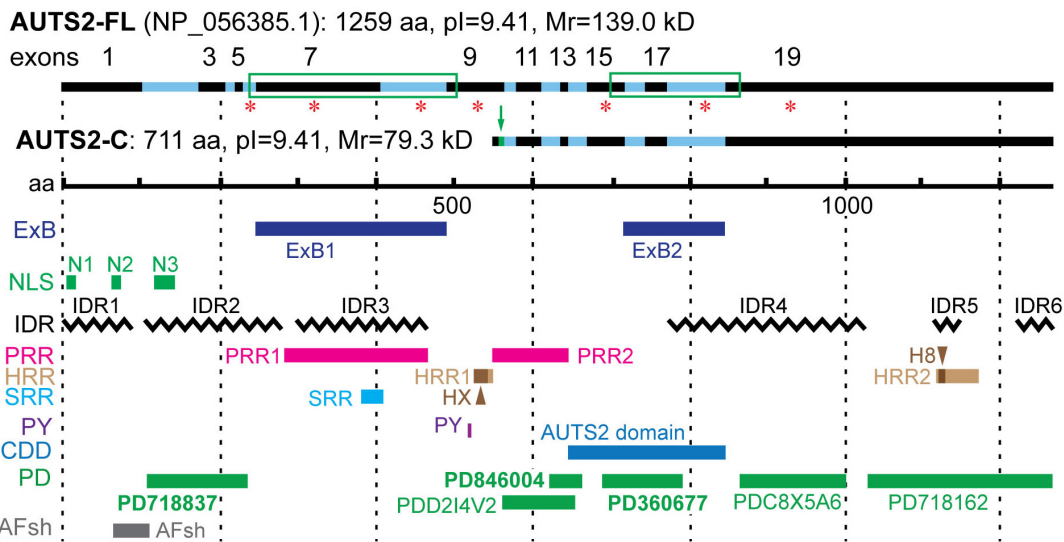 AUTS2-FL (NP_056385.1): 1259 aa, pI=9.41, Mr=139.0 kD
exons 1 3 5 7 9 11 13 15 17 19
* * * * * * *
AUTS2-C: 711 aa, pI=9.41, Mr=79.3 kD
aa
500 1000
ExB
ExB1 ExB2
N1 N2 N3
NLS
IDR1 IDR2 IDR3 IDR4 IDR5 IDR6
IDR
PRR PRR1 PRR2 H8
HRR HRR1 HRR2
SRR SRR HX
PY PY
AUTS2 domain
CDD
PD PD846004
PD718837 PDD2I4V2 PD360677 PDC8X5A6 PD718162
AFsh AFsh